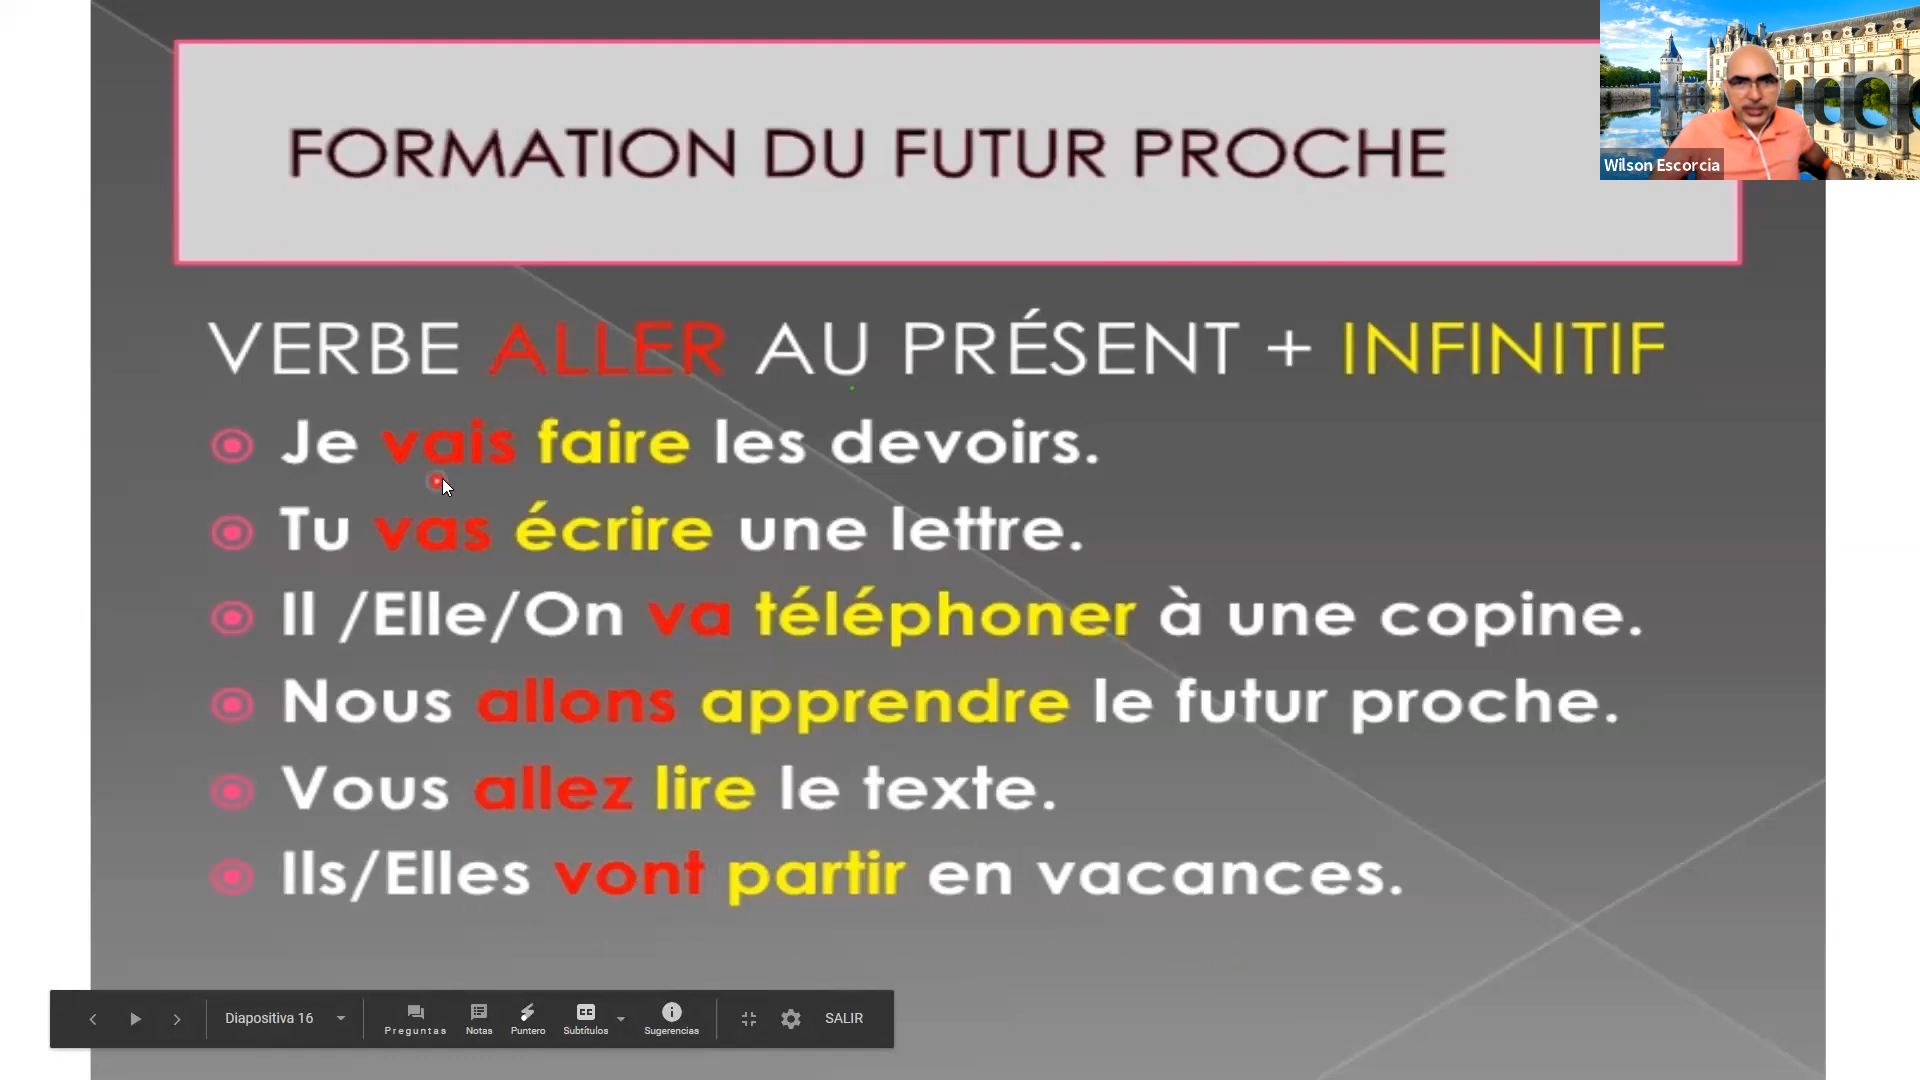 FORMATION DU FUTUR PROCHE
Wilson Escorcia
VERBE ALLER AU PRÉSENT + INFINITIF
Je vais faire les devoirs.
Tu vas écrire une lettre.
Il /Elle/On va téléphoner à une copine.
Nous allons apprendre le futur proche.
Vous allez lire le texte.
Ils/Elles vont partir en vacances.
Diapositiva 16
Preguntas
Notas
Puntero
CC
Subtítulos
Sugerencias
SALIR